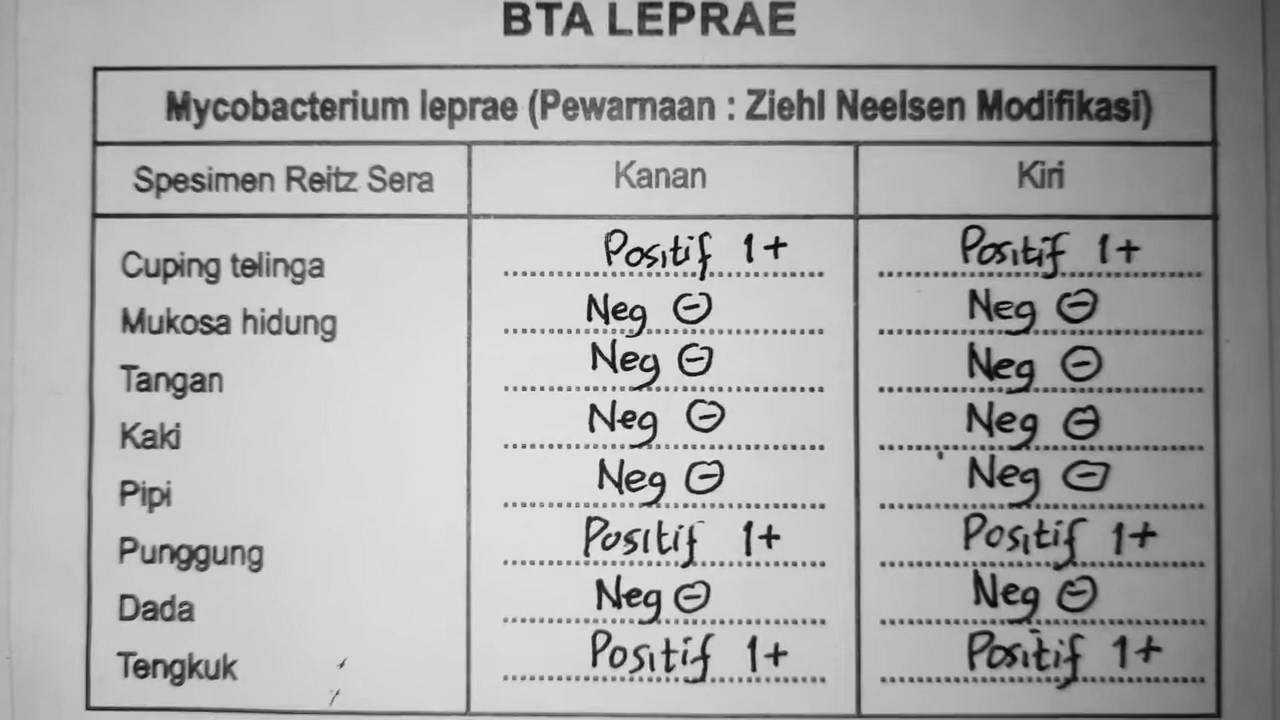 BTA LEPRAE
Mycobacterium leprae (Pewarnaan : Ziehl Neelsen Modifikasi)
Spesimen Reitz Sera Kanan Kiri
Cuping telinga Positif 1+ Positif 1+
Mukosa hidung Neg ⊖ Neg ⊖
Tangan Neg ⊖ Neg ⊖
Kaki Neg ⊖ Neg ⊖
Pipi Neg ⊖ Neg ⊖
Punggung Positif 1+ Positif 1+
Dada Neg ⊖ Neg ⊖
Tengkuk Positif 1+ Positif 1+